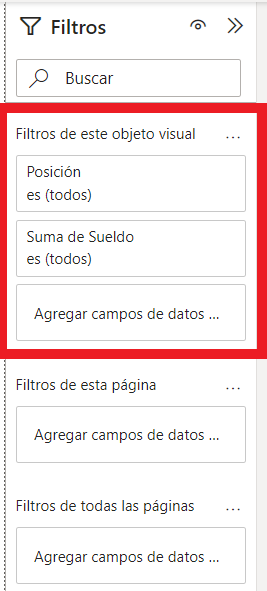 Filtros
Buscar
Filtros de este objeto visual ...
Posición
es (todos)
Suma de Sueldo
es (todos)
Agregar campos de datos ...
Filtros de esta página ...
Agregar campos de datos ...
Filtros de todas las páginas ...
Agregar campos de datos ...